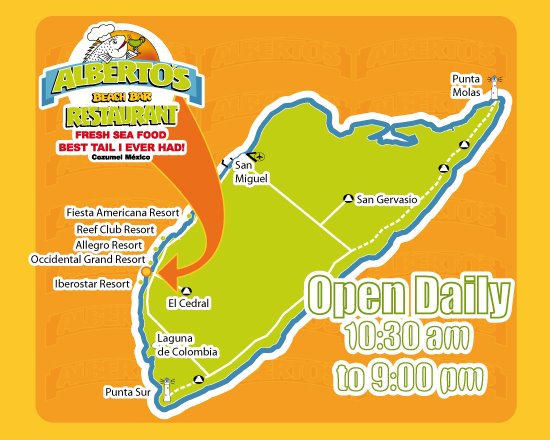 ALBERTO'S
BEACH BAR
RESTAURANT
FRESH SEA FOOD
BEST TAIL I EVER HAD!
Cozumel México
Punta
Molas
San
Miguel
San Gervasio
Fiesta Americana Resort
Reef Club Resort
Allegro Resort
Occidental Grand Resort
Iberostar Resort
El Cedral
Laguna
de Colombia
Punta Sur
Open Daily
10:30 am
to 9:00 pm